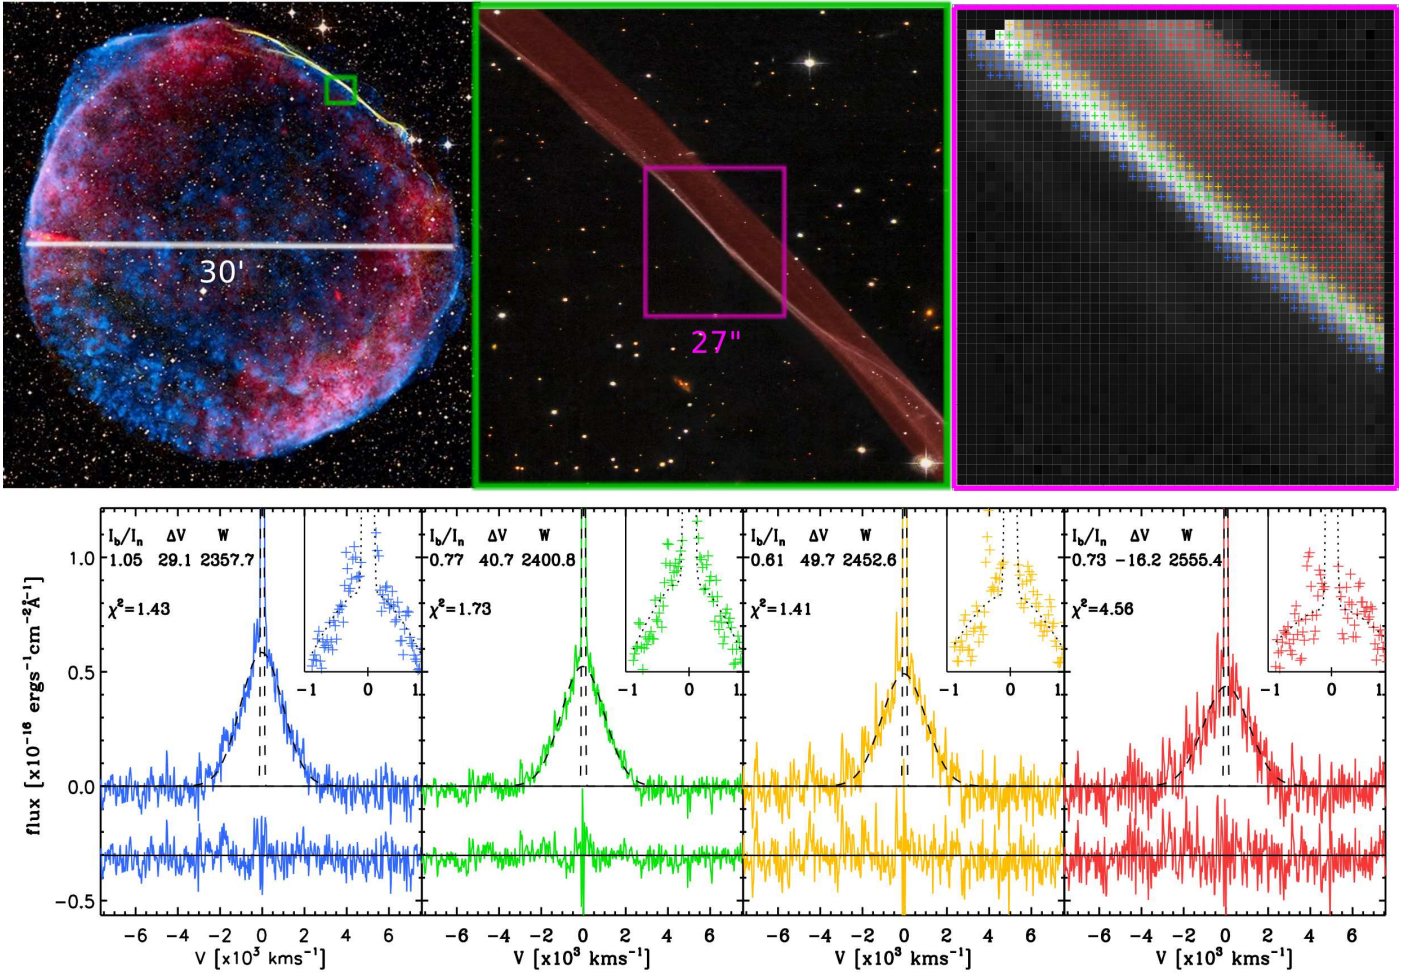 30'
27"
I_b/I_n ΔV W
1.05 29.1 2357.7
χ²=1.43
I_b/I_n ΔV W
0.77 40.7 2400.8
χ²=1.73
I_b/I_n ΔV W
0.61 49.7 2452.6
χ²=1.41
I_b/I_n ΔV W
0.73 −16.2 2555.4
χ²=4.56
−1 0 1
−1 0 1
−1 0 1
−1 0 1
flux [x10⁻¹⁶ ergs⁻¹cm⁻²Å⁻¹]
1.0
0.5
0.0
−0.5
−6 −4 −2 0 2 4 6
−6 −4 −2 0 2 4 6
−6 −4 −2 0 2 4 6
−6 −4 −2 0 2 4 6
V [x10³ kms⁻¹]
V [x10³ kms⁻¹]
V [x10³ kms⁻¹]
V [x10³ kms⁻¹]